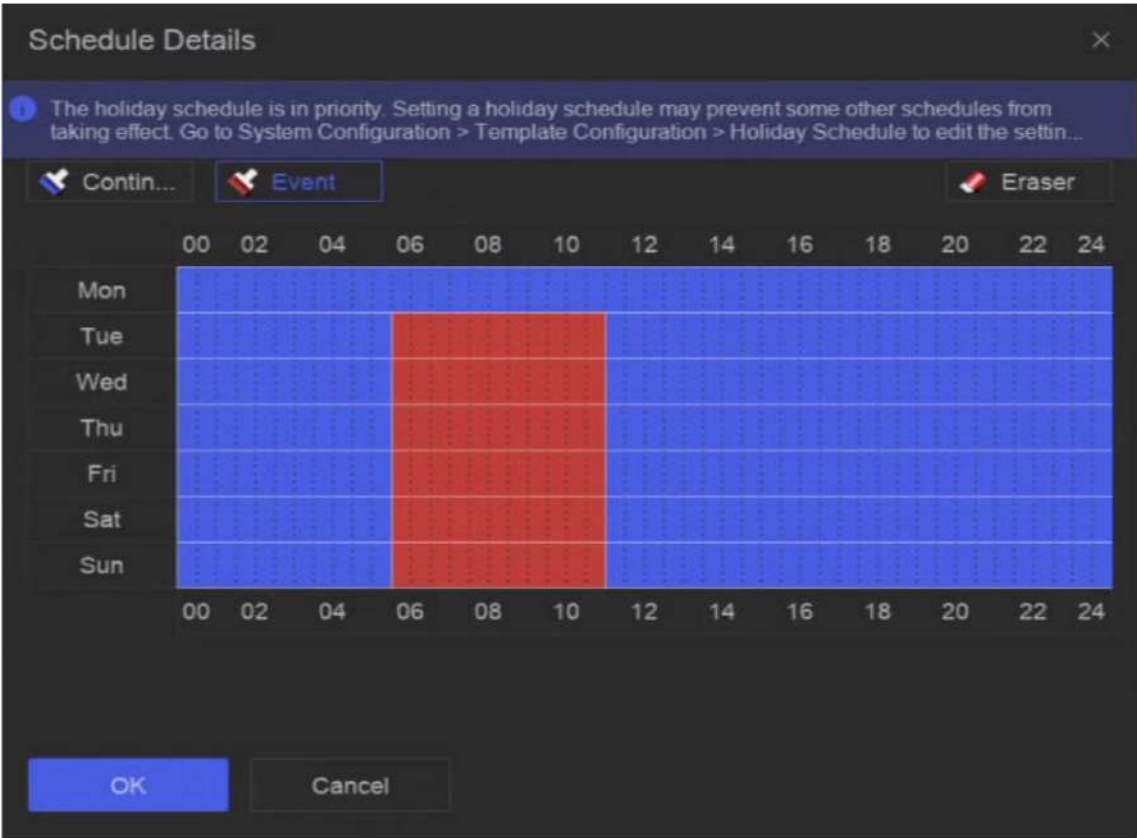 Schedule Details
The holiday schedule is in priority. Setting a holiday schedule may prevent some other schedules from
taking effect. Go to System Configuration > Template Configuration > Holiday Schedule to edit the settin...
Contin... Event Eraser
00 02 04 06 08 10 12 14 16 18 20 22 24
Mon
Tue
Wed
Thu
Fri
Sat
Sun
00 02 04 06 08 10 12 14 16 18 20 22 24
OK Cancel